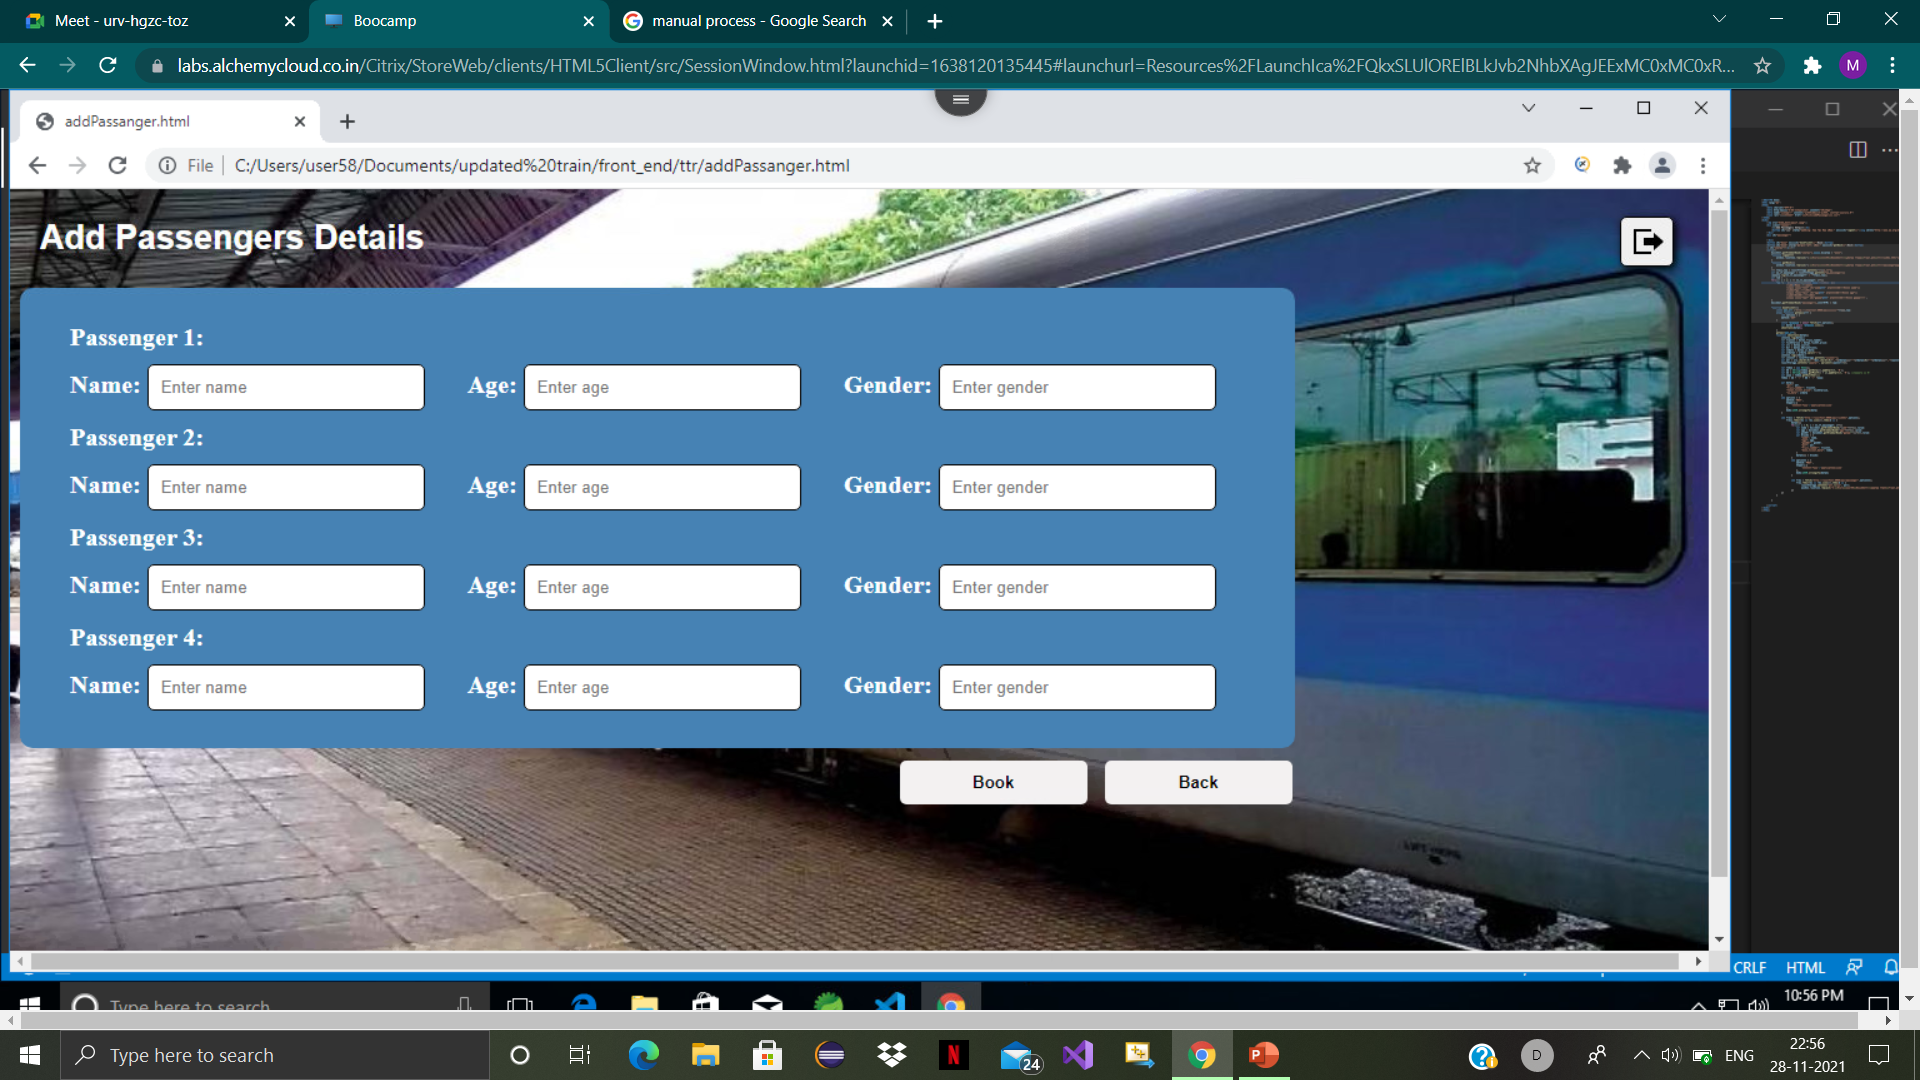 Meet - urv-hgzc-toz
Boocamp
manual process - Google Search
labs.alchemycloud.co.in/Citrix/StoreWeb/clients/HTML5Client/src/SessionWindow.html?launchid=1638120135445#launchurl=Resources%2FLaunchIca%2FQkxSLUlORElBLkJvb2NhbXAgJEExMC0xMC0xR...
M
addPassanger.html
File
C:/Users/user58/Documents/updated%20train/front_end/ttr/addPassanger.html
Add Passengers Details
Passenger 1:
Name: Enter name Age: Enter age Gender: Enter gender
Passenger 2:
Name: Enter name Age: Enter age Gender: Enter gender
Passenger 3:
Name: Enter name Age: Enter age Gender: Enter gender
Passenger 4:
Name: Enter name Age: Enter age Gender: Enter gender
Book Back
CRLF HTML
Type here to search
10:56 PM
Type here to search
N
24
P
D
ENG
22:56
28-11-2021